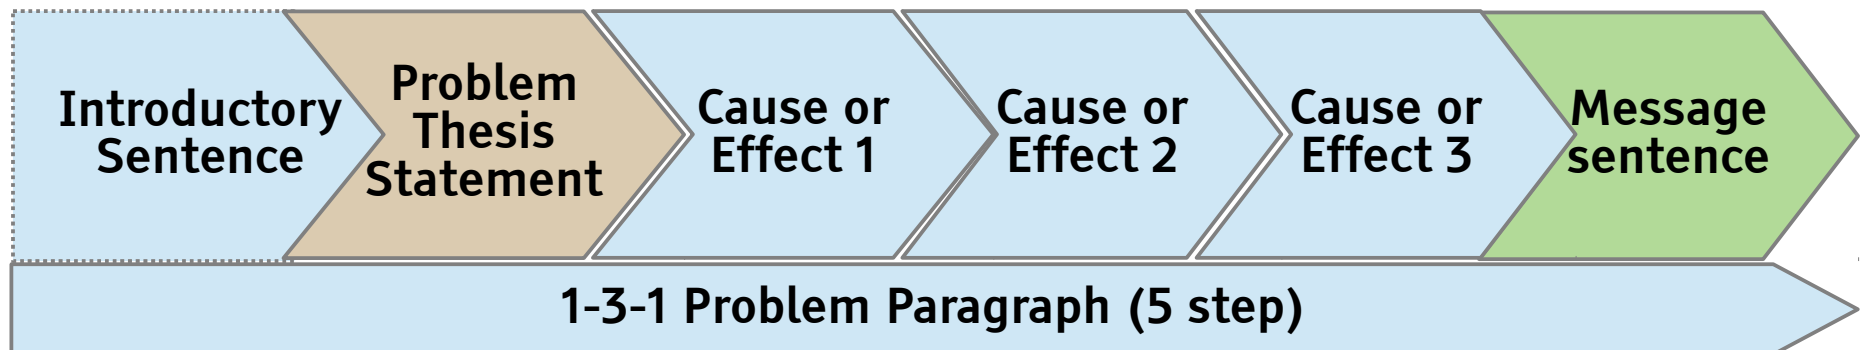 Introductory
Sentence
Problem
Thesis
Statement
Cause or
Effect 1
Cause or
Effect 2
Cause or
Effect 3
Message
sentence
1-3-1 Problem Paragraph (5 step)